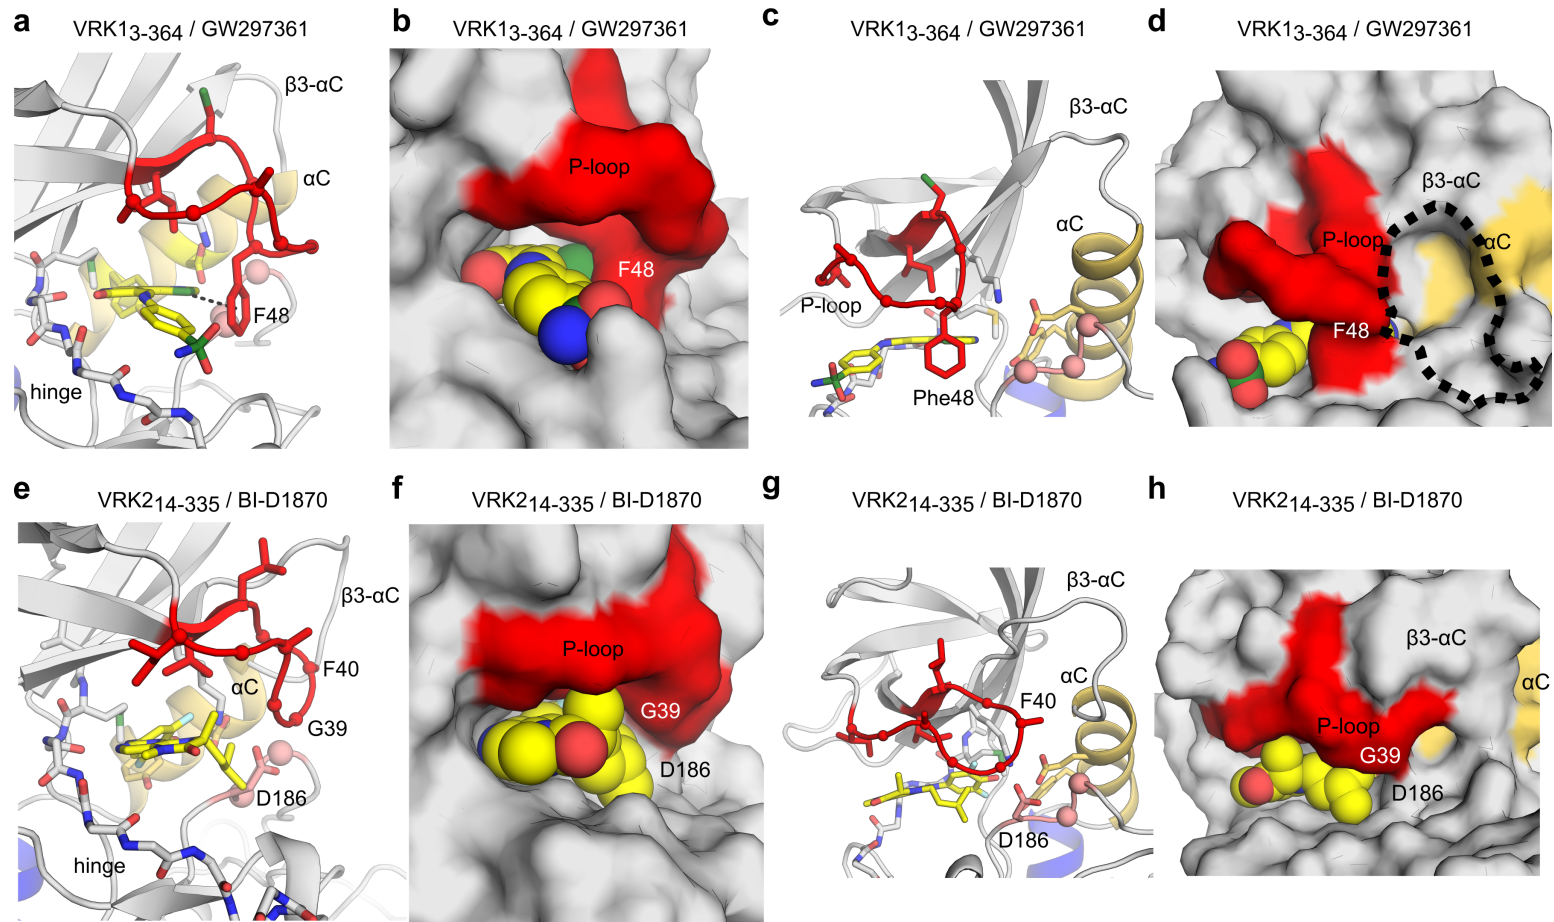 a
VRK13-364 / GW297361
β3-αC
αC
F48
hinge
b
VRK13-364 / GW297361
P-loop
F48
c
VRK13-364 / GW297361
β3-αC
αC
P-loop
Phe48
d
VRK13-364 / GW297361
β3-αC
P-loop
αC
F48
e
VRK214-335 / BI-D1870
β3-αC
F40
αC
G39
D186
hinge
f
VRK214-335 / BI-D1870
P-loop
G39
D186
g
VRK214-335 / BI-D1870
β3-αC
αC
F40
D186
h
VRK214-335 / BI-D1870
β3-αC
αC
P-loop
G39
D186